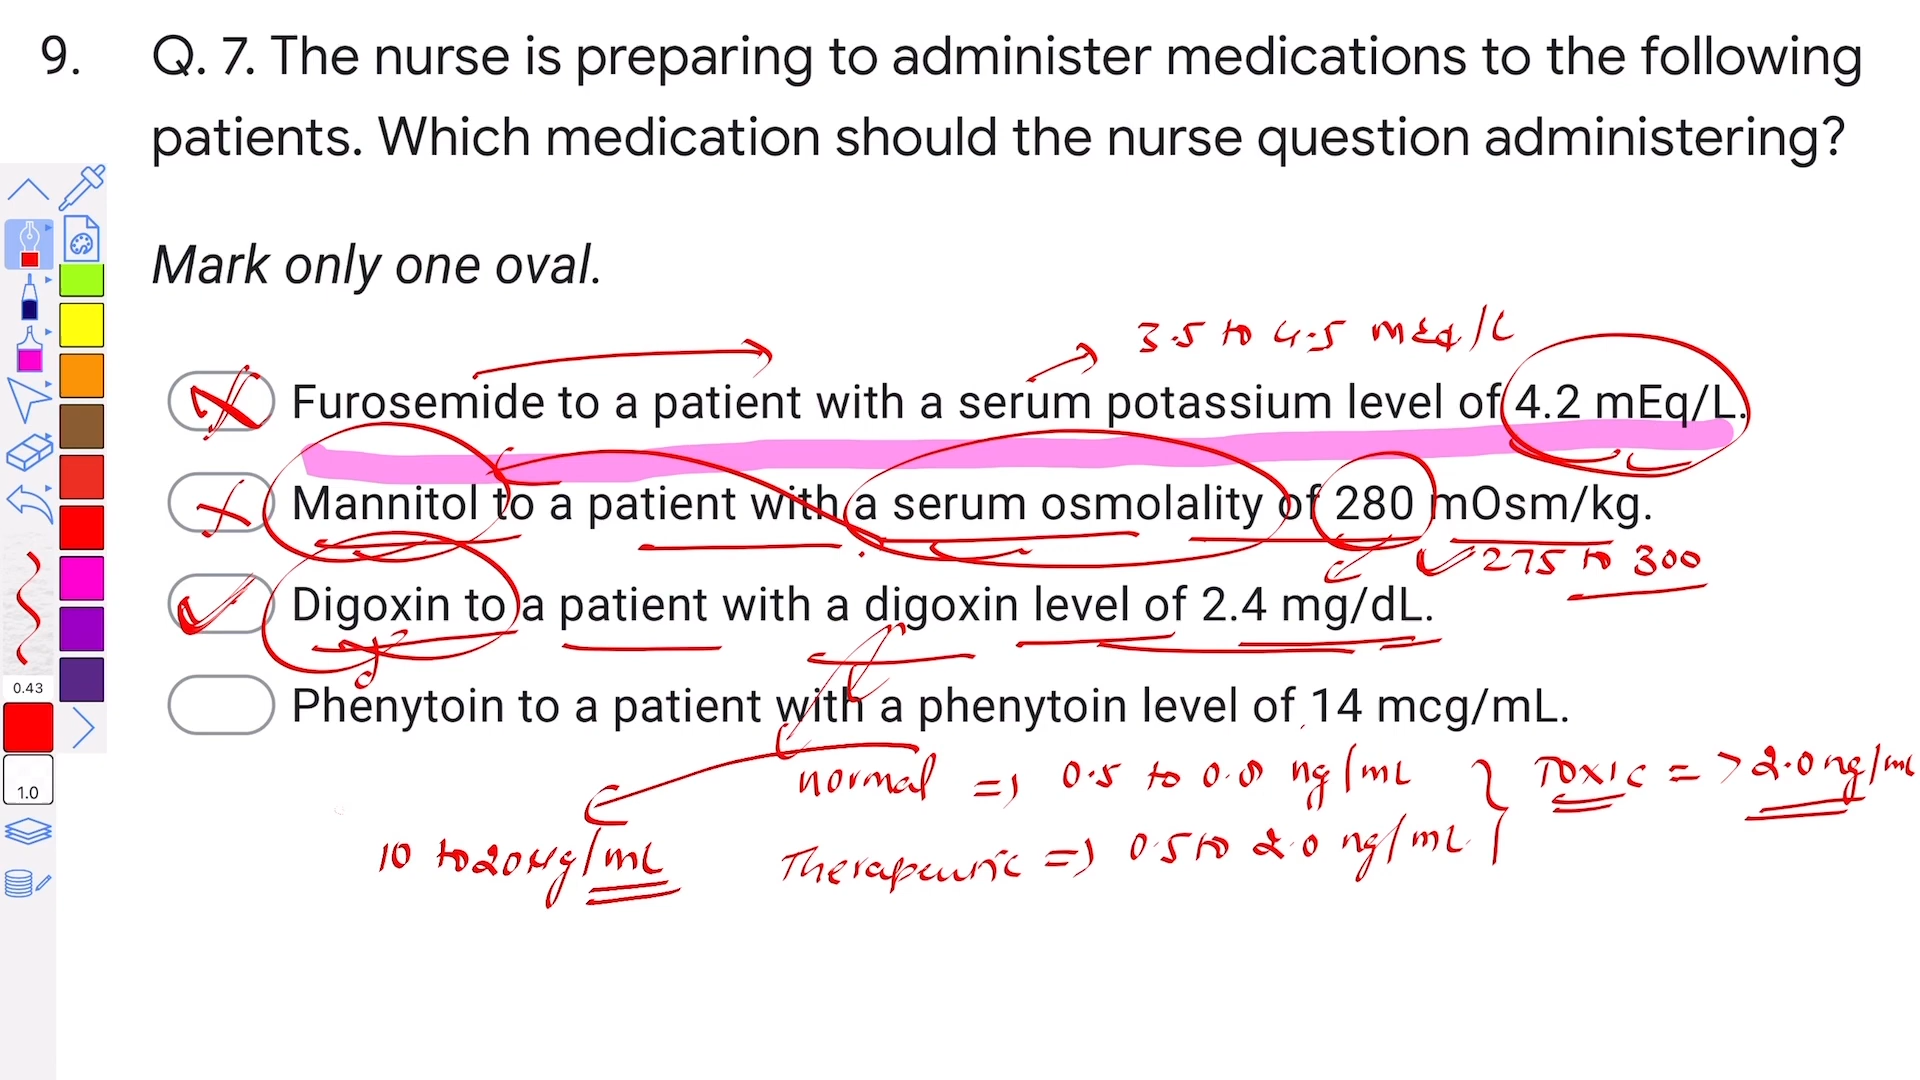 9. Q. 7. The nurse is preparing to administer medications to the following
patients. Which medication should the nurse question administering?
Mark only one oval.
3.5 to 4.5 mEq/L
Furosemide to a patient with a serum potassium level of 4.2 mEq/L.
Mannitol to a patient with a serum osmolality of 280 mOsm/kg.
275 to 300
Digoxin to a patient with a digoxin level of 2.4 mg/dL.
Phenytoin to a patient with a phenytoin level of 14 mcg/mL.
0.43
1.0
normal => 0.5 to 0.8 ng/mL
Toxic = >2.0 ng/mL
10 to 20 µg/mL
Therapeutic => 0.5 to 2.0 ng/mL